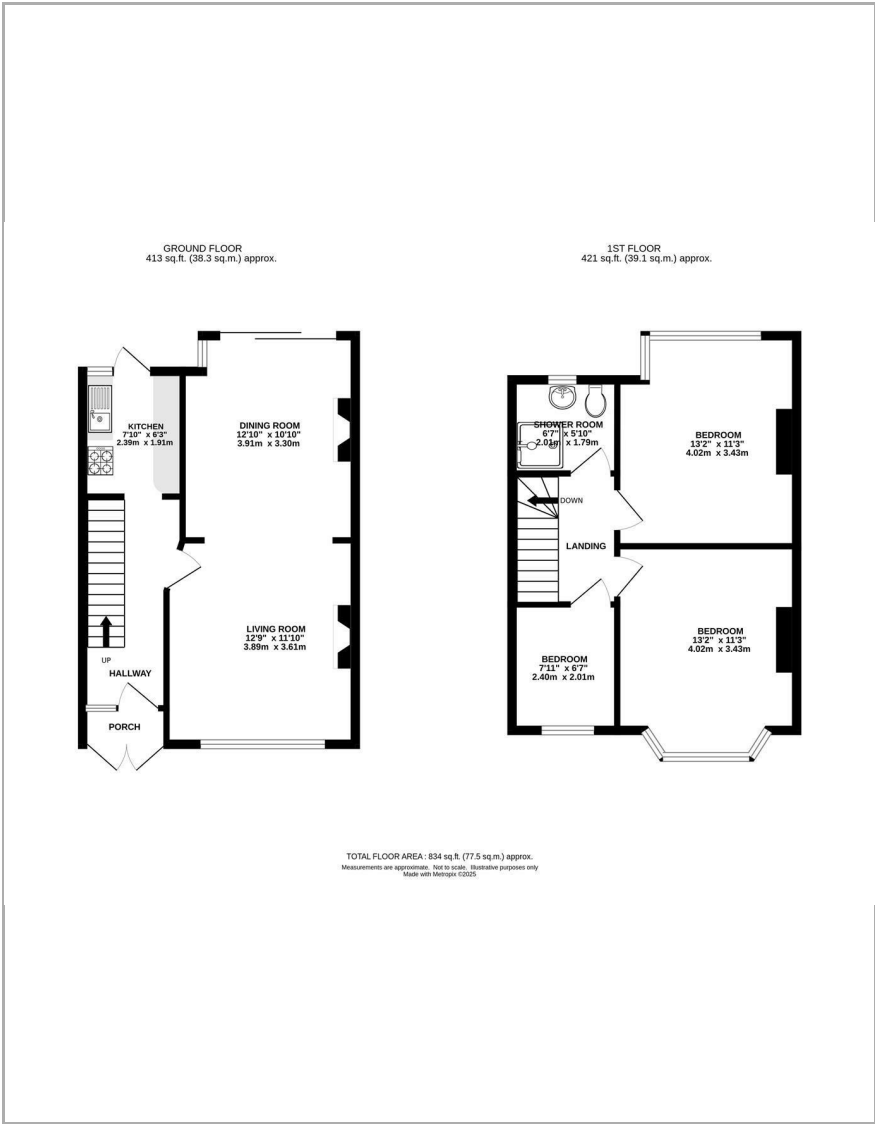 GROUND FLOOR
413 sq.ft. (38.3 sq.m.) approx.
KITCHEN
7'10" x 6'3"
2.39m x 1.91m
DINING ROOM
12'10" x 10'10"
3.91m x 3.30m
LIVING ROOM
12'9" x 11'10"
3.89m x 3.61m
UP
HALLWAY
PORCH
1ST FLOOR
421 sq.ft. (39.1 sq.m.) approx.
SHOWER ROOM
6'7" x 5'10"
2.01m x 1.79m
BEDROOM
13'2" x 11'3"
4.02m x 3.43m
DOWN
LANDING
BEDROOM
13'2" x 11'3"
4.02m x 3.43m
BEDROOM
7'11" x 6'7"
2.40m x 2.01m
TOTAL FLOOR AREA : 834 sq.ft. (77.5 sq.m.) approx.
Measurements are approximate. Not to scale. Illustrative purposes only
Made with Metropix ©2025